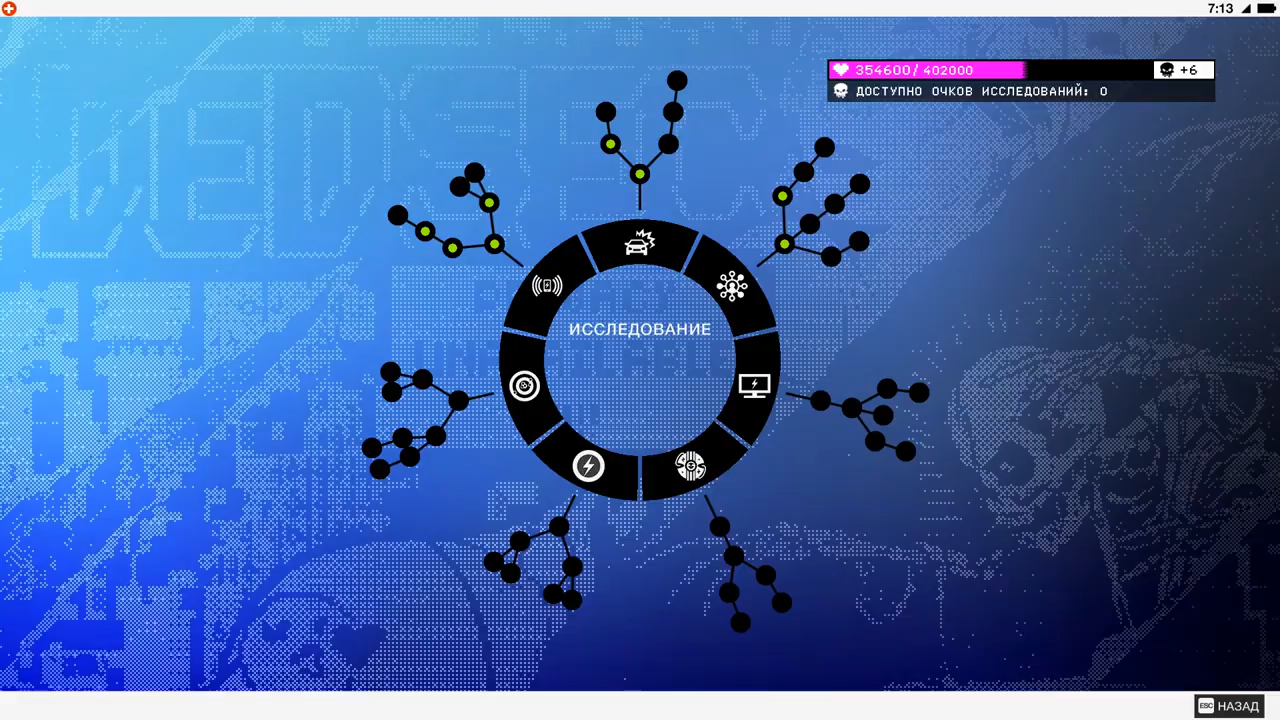 7:13
354600/402000
+6
ДОСТУПНО ОЧКОВ ИССЛЕДОВАНИЙ: 0
ИССЛЕДОВАНИЕ
ESC НАЗАД